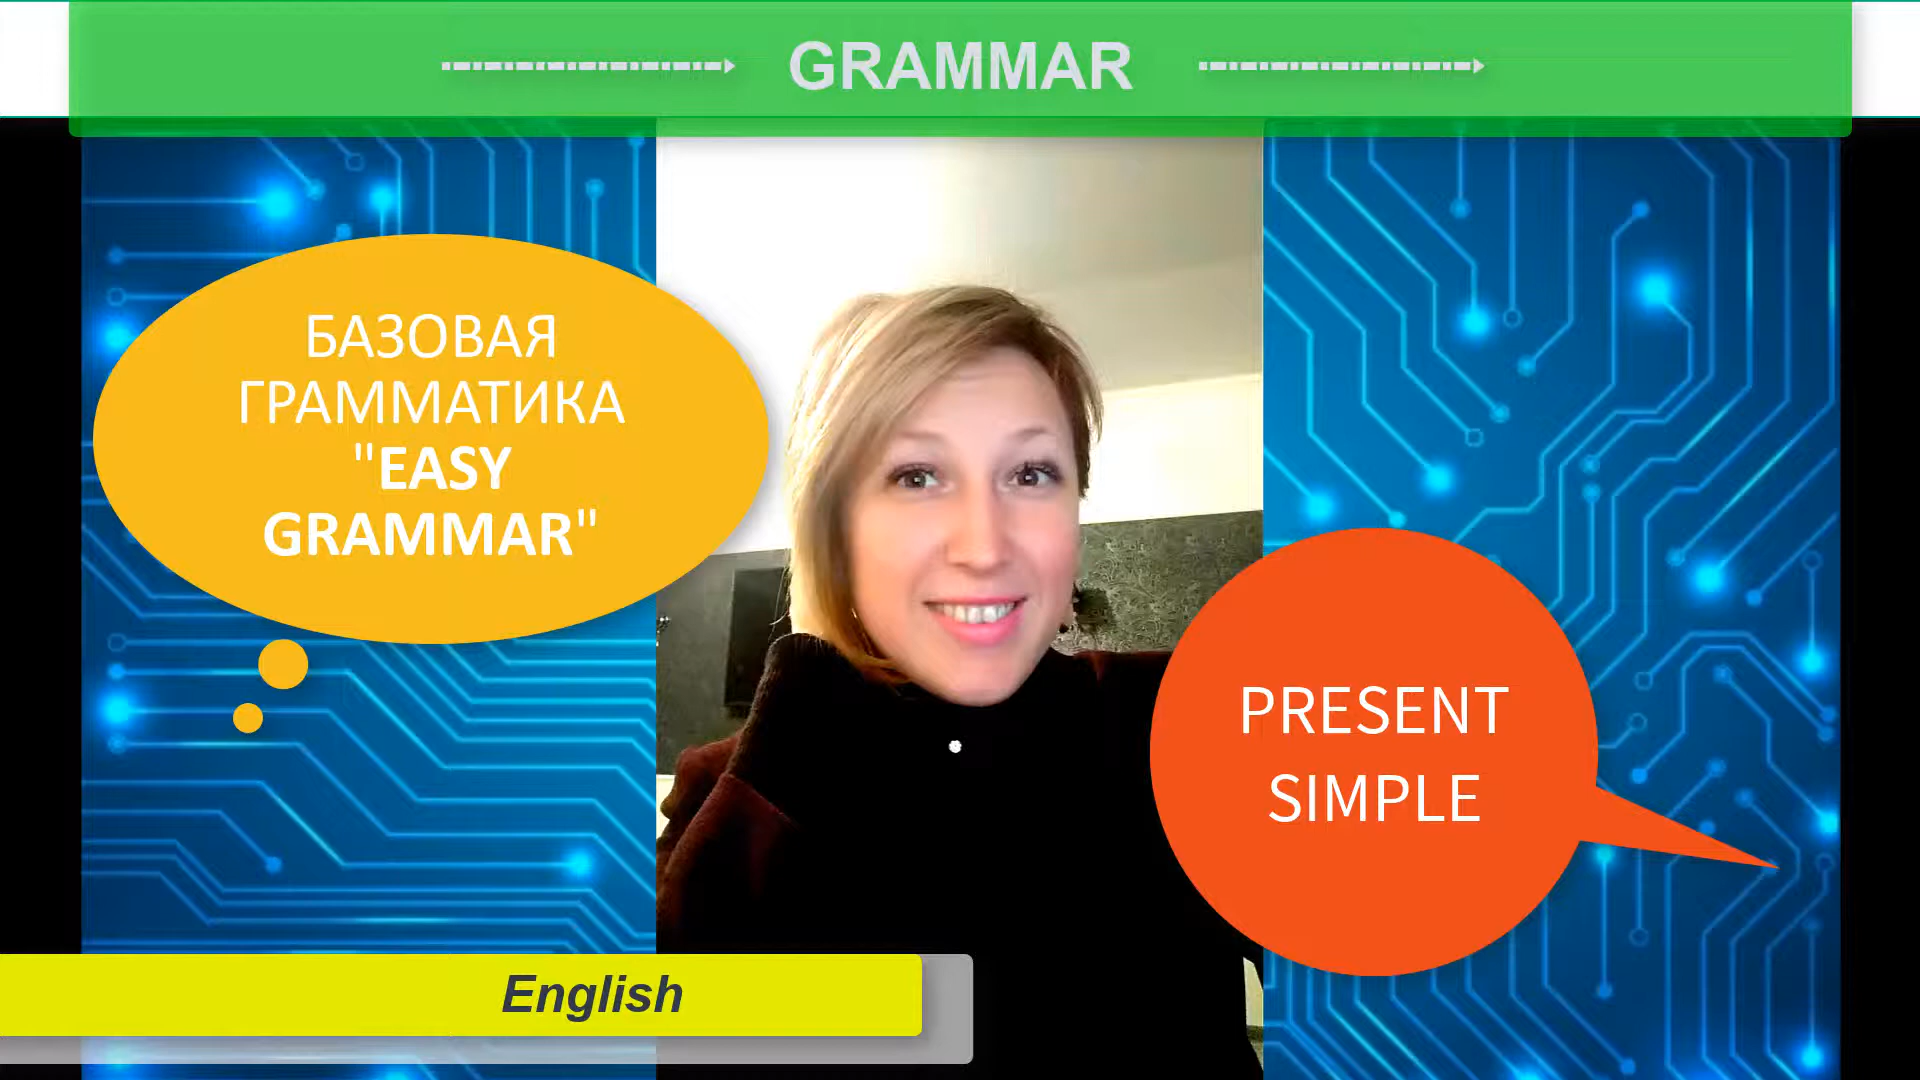 GRAMMAR
БАЗОВАЯ
ГРАММАТИКА
"EASY
GRAMMAR"
PRESENT
SIMPLE
English